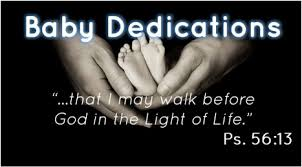 Baby Dedications
“...that I may walk before
God in the Light of Life.”
Ps. 56:13